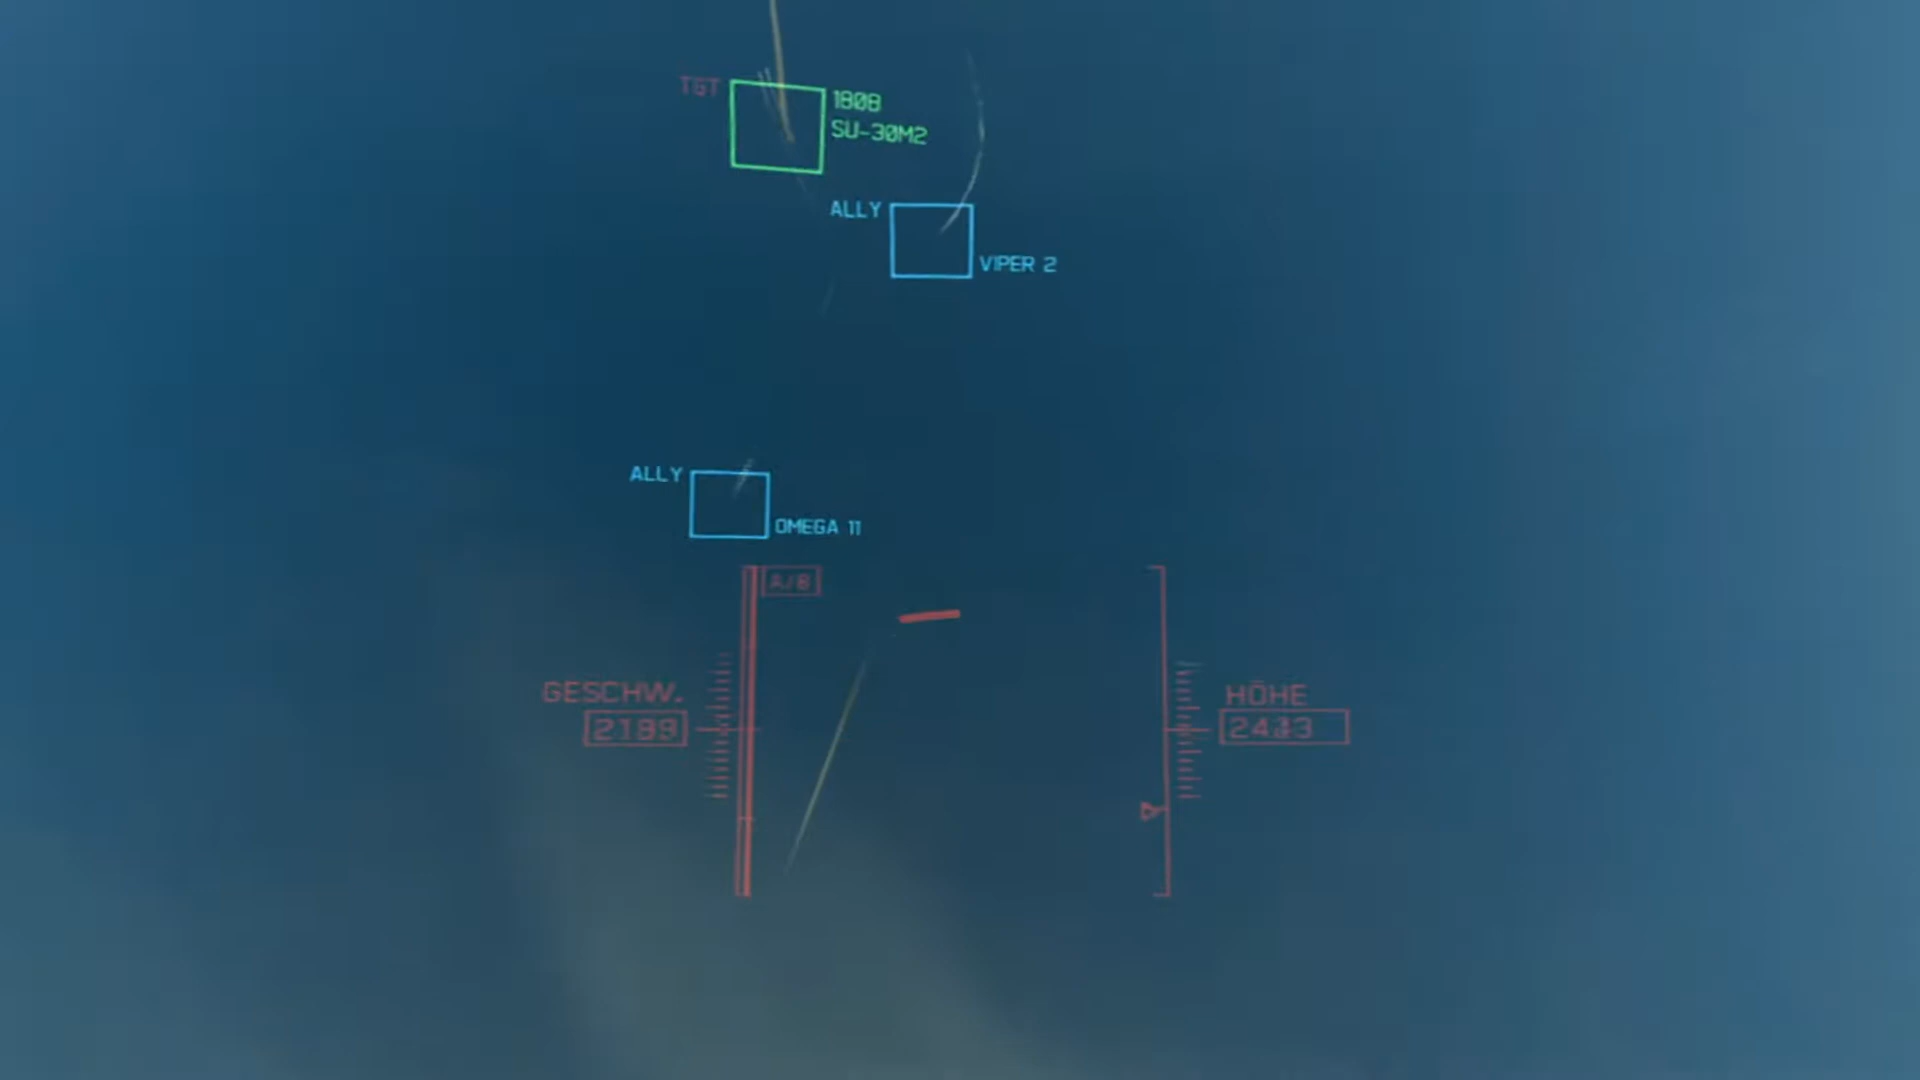 TGT
1808
SU-30M2
ALLY
VIPER 2
ALLY
OMEGA 11
A/B
GESCHW.
2189
HÖHE